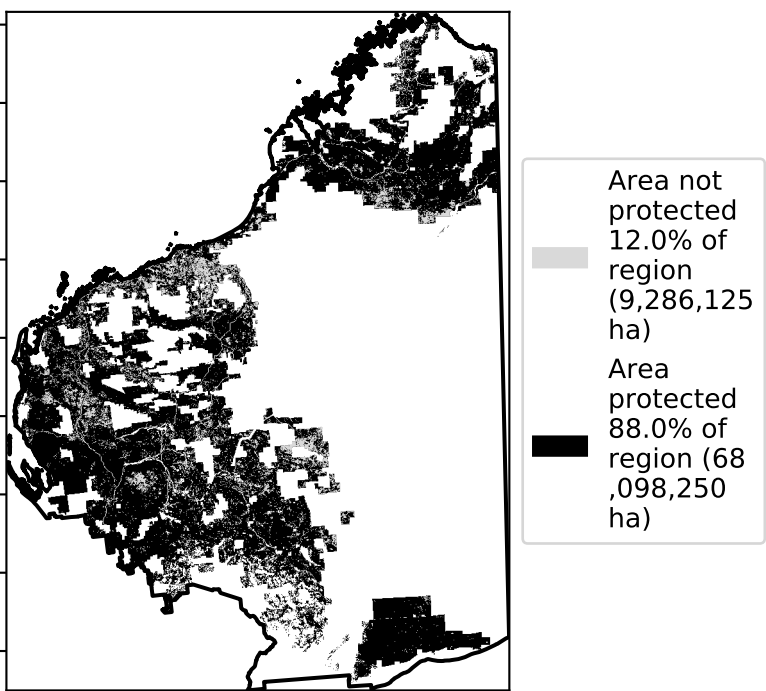 Area not
protected
12.0% of
region
(9,286,125
ha)
Area
protected
88.0% of
region (68
,098,250
ha)